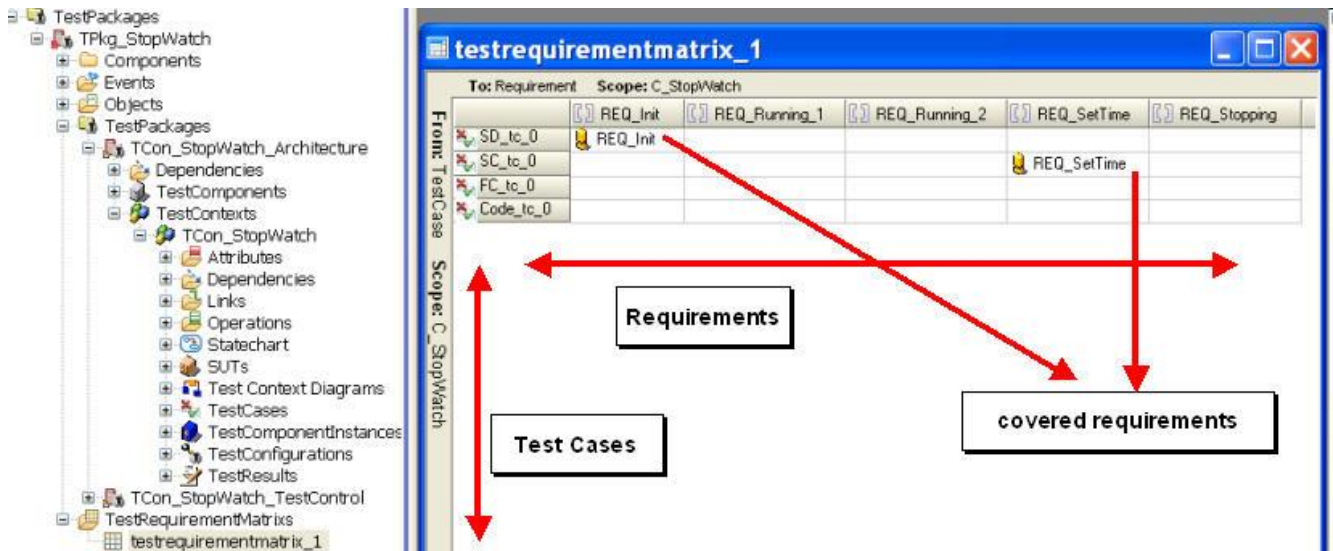 TestPackages
TPkg_StopWatch
Components
Events
Objects
TestPackages
TCon_StopWatch_Architecture
Dependencies
TestComponents
TestContexts
TCon_StopWatch
Attributes
Dependencies
Links
Operations
Statechart
SUTs
Test Context Diagrams
TestCases
TestComponentInstances
TestConfigurations
TestResults
TCon_StopWatch_TestControl
TestRequirementMatrixs
testrequirementmatrix_1
testrequirementmatrix_1
To: Requirement Scope: C_StopWatch
From: TestCase Scope: C_StopWatch
REQ_Init REQ_Running_1 REQ_Running_2 REQ_SetTime REQ_Stopping
SD_tc_0 REQ_Init
SC_tc_0 REQ_SetTime
FC_tc_0
Code_tc_0
Requirements
Test Cases
covered requirements